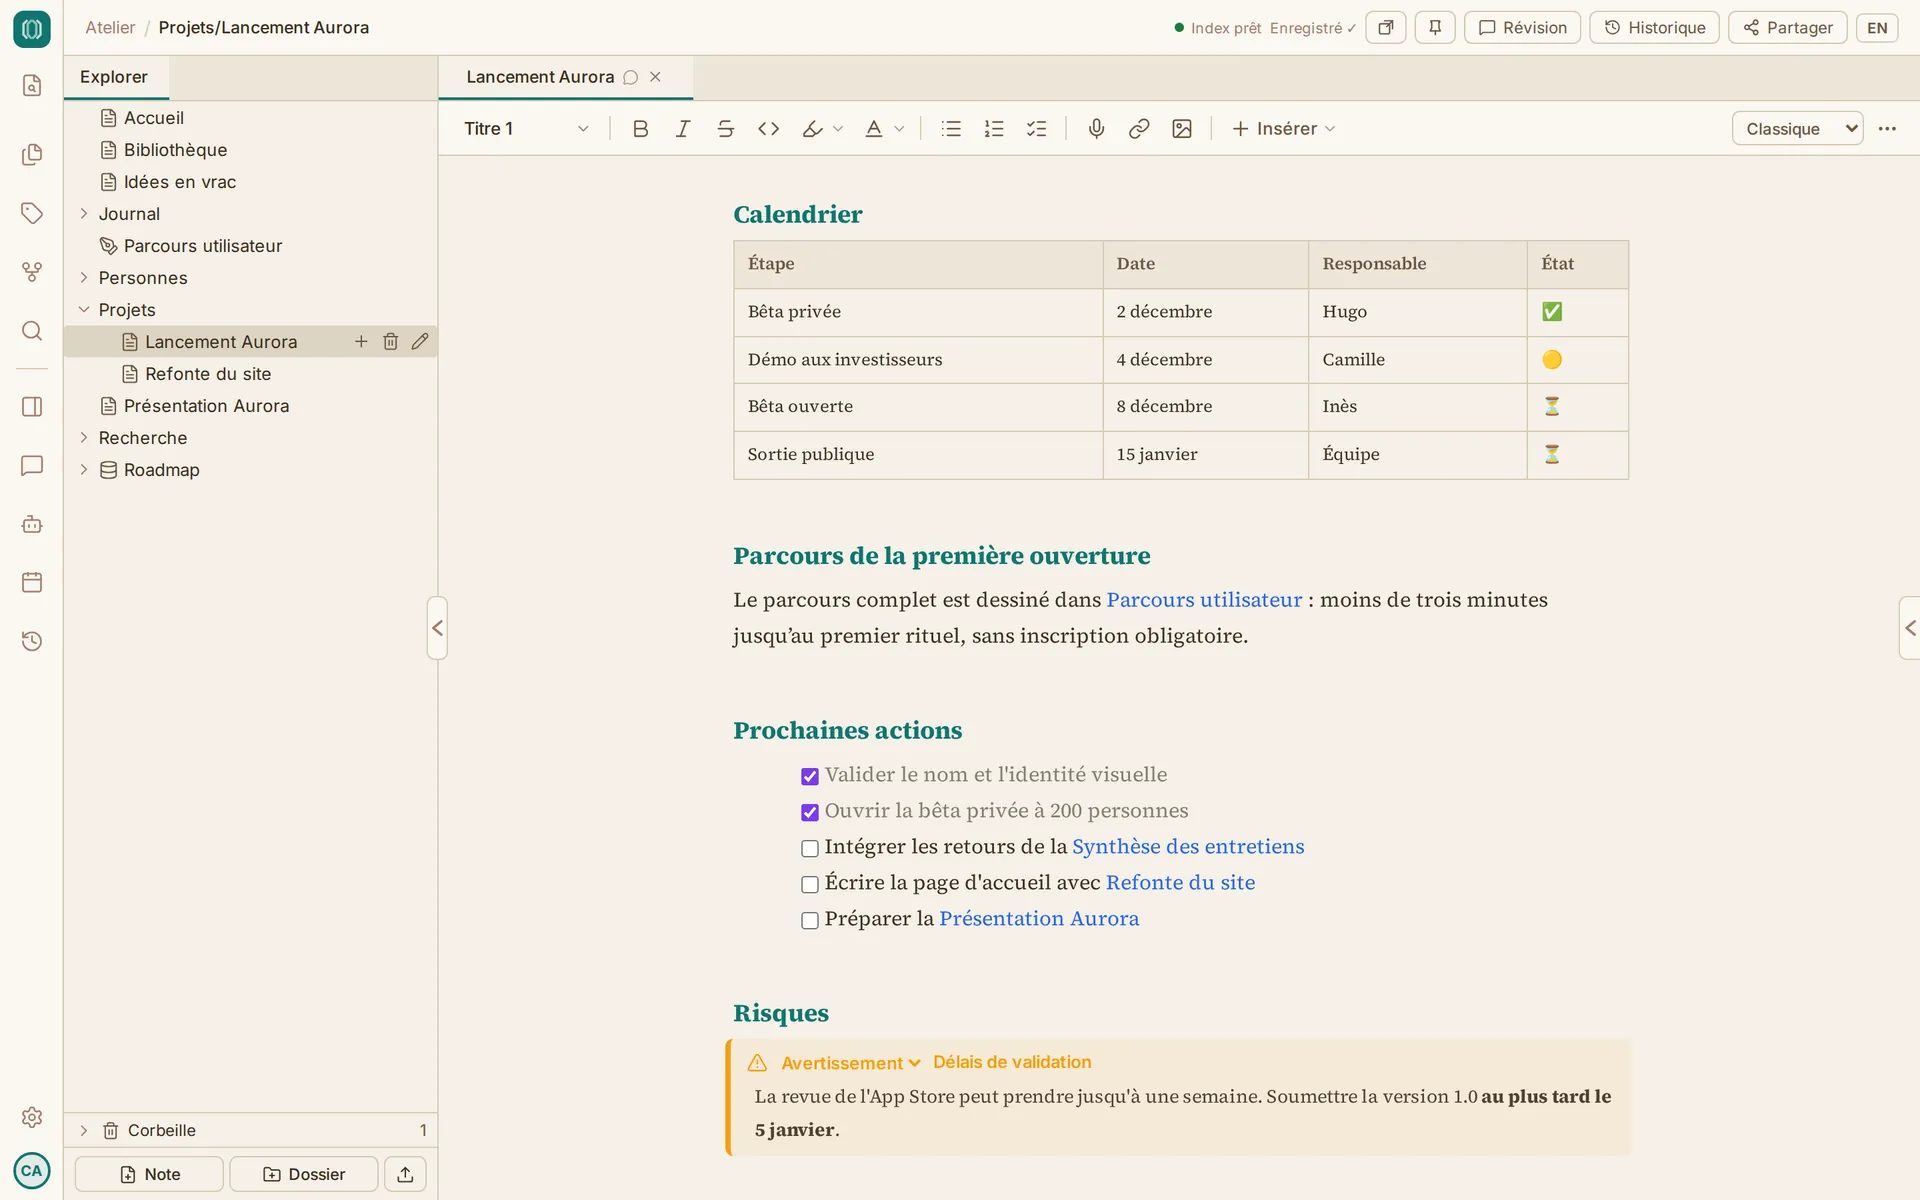 Atelier / Projets/Lancement Aurora
Index prêt Enregistré ✓
Révision
Historique
Partager
EN
Explorer
Lancement Aurora
Titre 1
Insérer
Classique
Accueil
Bibliothèque
Idées en vrac
Journal
Parcours utilisateur
Personnes
Projets
Lancement Aurora
Refonte du site
Présentation Aurora
Recherche
Roadmap
Corbeille 1
Note
Dossier
CA
Calendrier
Étape Date Responsable État
Bêta privée 2 décembre Hugo ✅
Démo aux investisseurs 4 décembre Camille 🟡
Bêta ouverte 8 décembre Inès ⏳
Sortie publique 15 janvier Équipe ⏳
Parcours de la première ouverture
Le parcours complet est dessiné dans Parcours utilisateur : moins de trois minutes
jusqu’au premier rituel, sans inscription obligatoire.
Prochaines actions
Valider le nom et l'identité visuelle
Ouvrir la bêta privée à 200 personnes
Intégrer les retours de la Synthèse des entretiens
Écrire la page d'accueil avec Refonte du site
Préparer la Présentation Aurora
Risques
Avertissement Délais de validation
La revue de l'App Store peut prendre jusqu'à une semaine. Soumettre la version 1.0 au plus tard le
5 janvier.